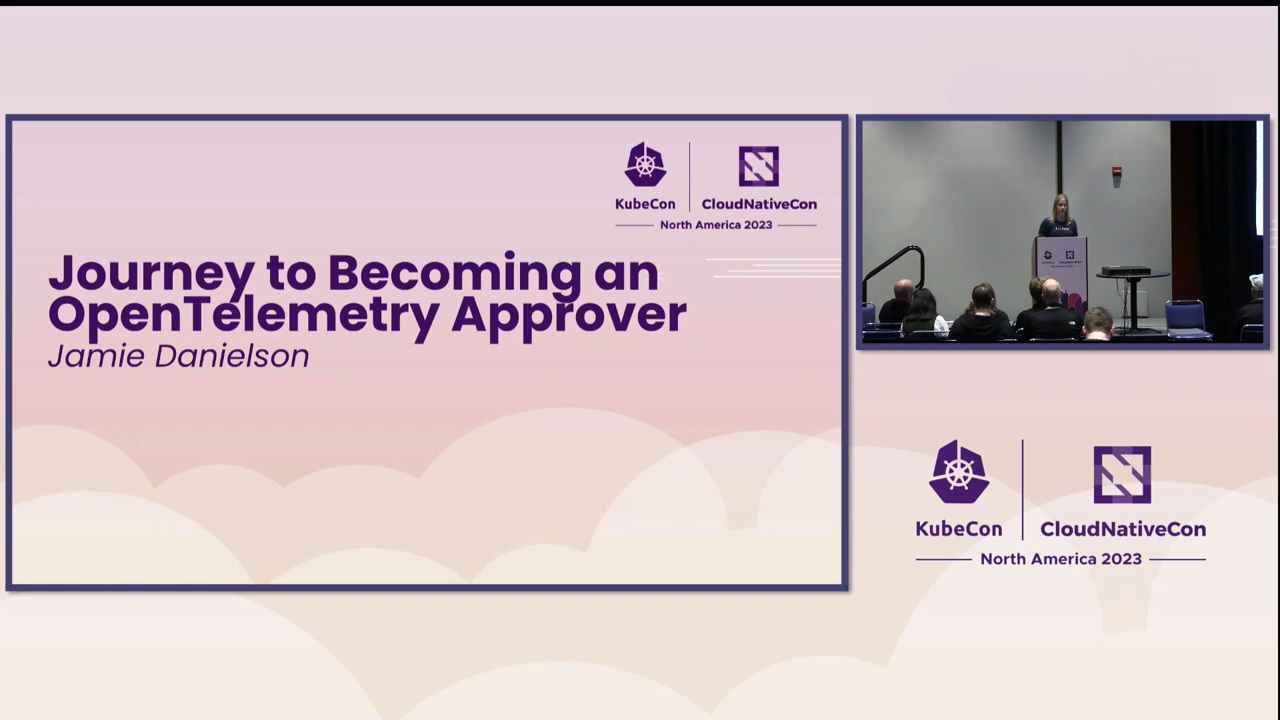 KubeCon
CloudNativeCon
North America 2023
Journey to Becoming an
OpenTelemetry Approver
Jamie Danielson
KubeCon
CloudNativeCon
North America 2023